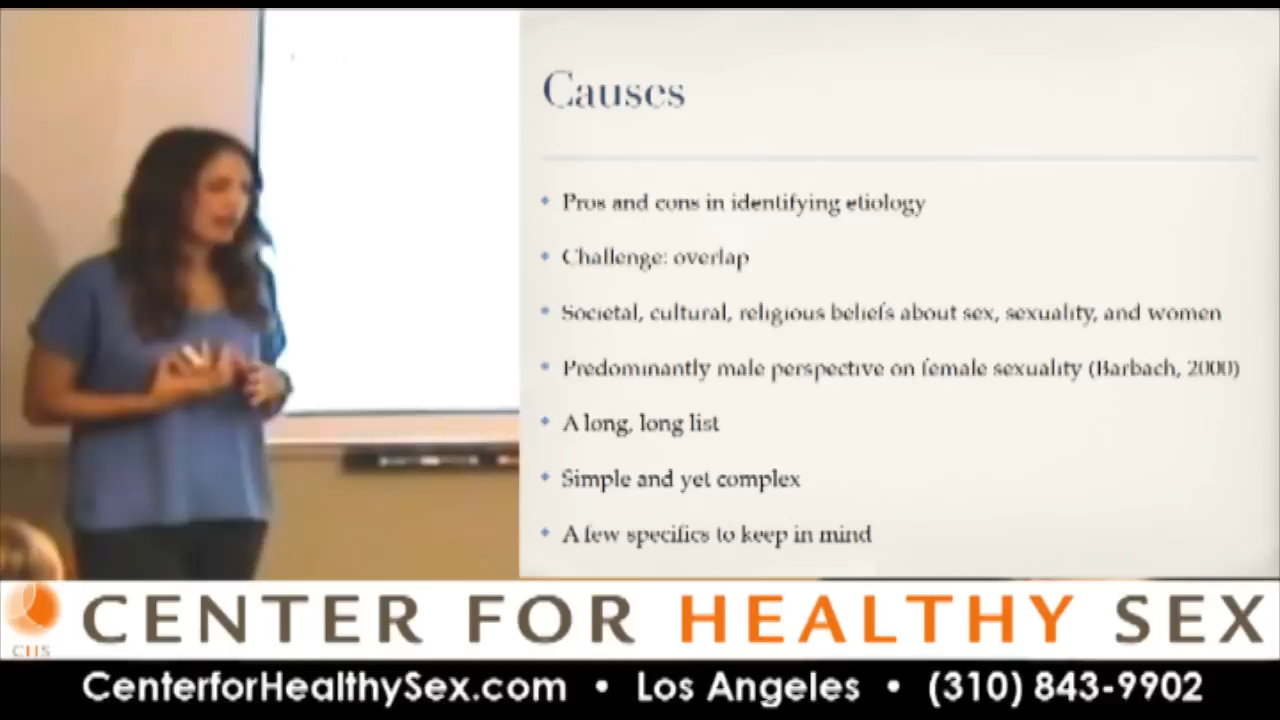 Causes
Pros and cons in identifying etiology
Challenge: overlap
Societal, cultural, religious beliefs about sex, sexuality, and women
Predominantly male perspective on female sexuality (Barbach, 2000)
A long, long list
Simple and yet complex
A few specifics to keep in mind
CENTER FOR HEALTHY SEX
CHS
CenterforHealthySex.com • Los Angeles • (310) 843-9902